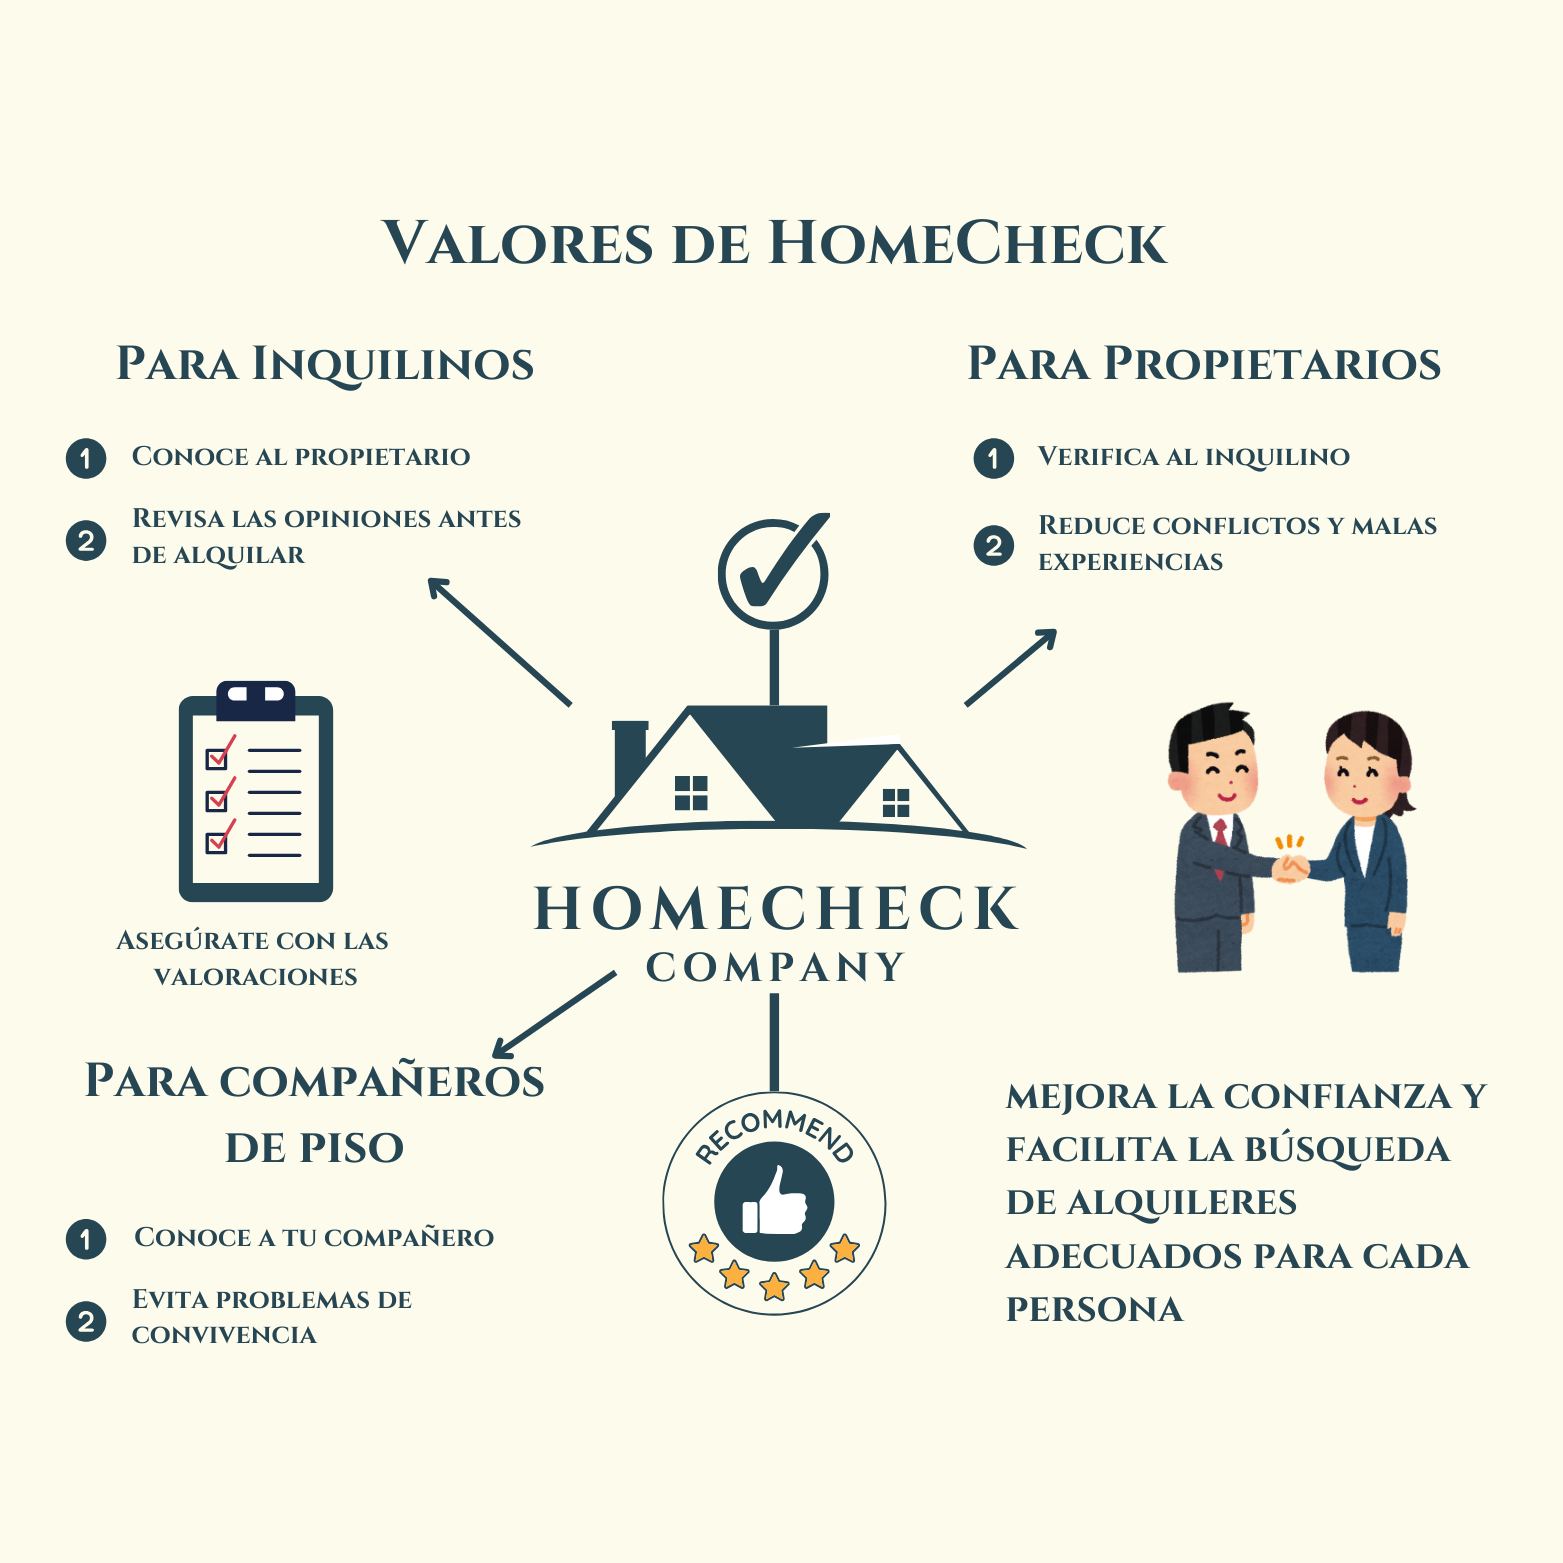 Valores de HomeCheck
Para Inquilinos
1 Conoce al propietario
2 Revisa las opiniones antes
de alquilar
Para Propietarios
1 Verifica al inquilino
2 Reduce conflictos y malas
experiencias
Asegúrate con las
valoraciones
HOMECHECK
COMPANY
Para compañeros
de piso
1 Conoce a tu compañero
2 Evita problemas de
convivencia
RECOMMEND
mejora la confianza y
facilita la búsqueda
de alquileres
adecuados para cada
persona